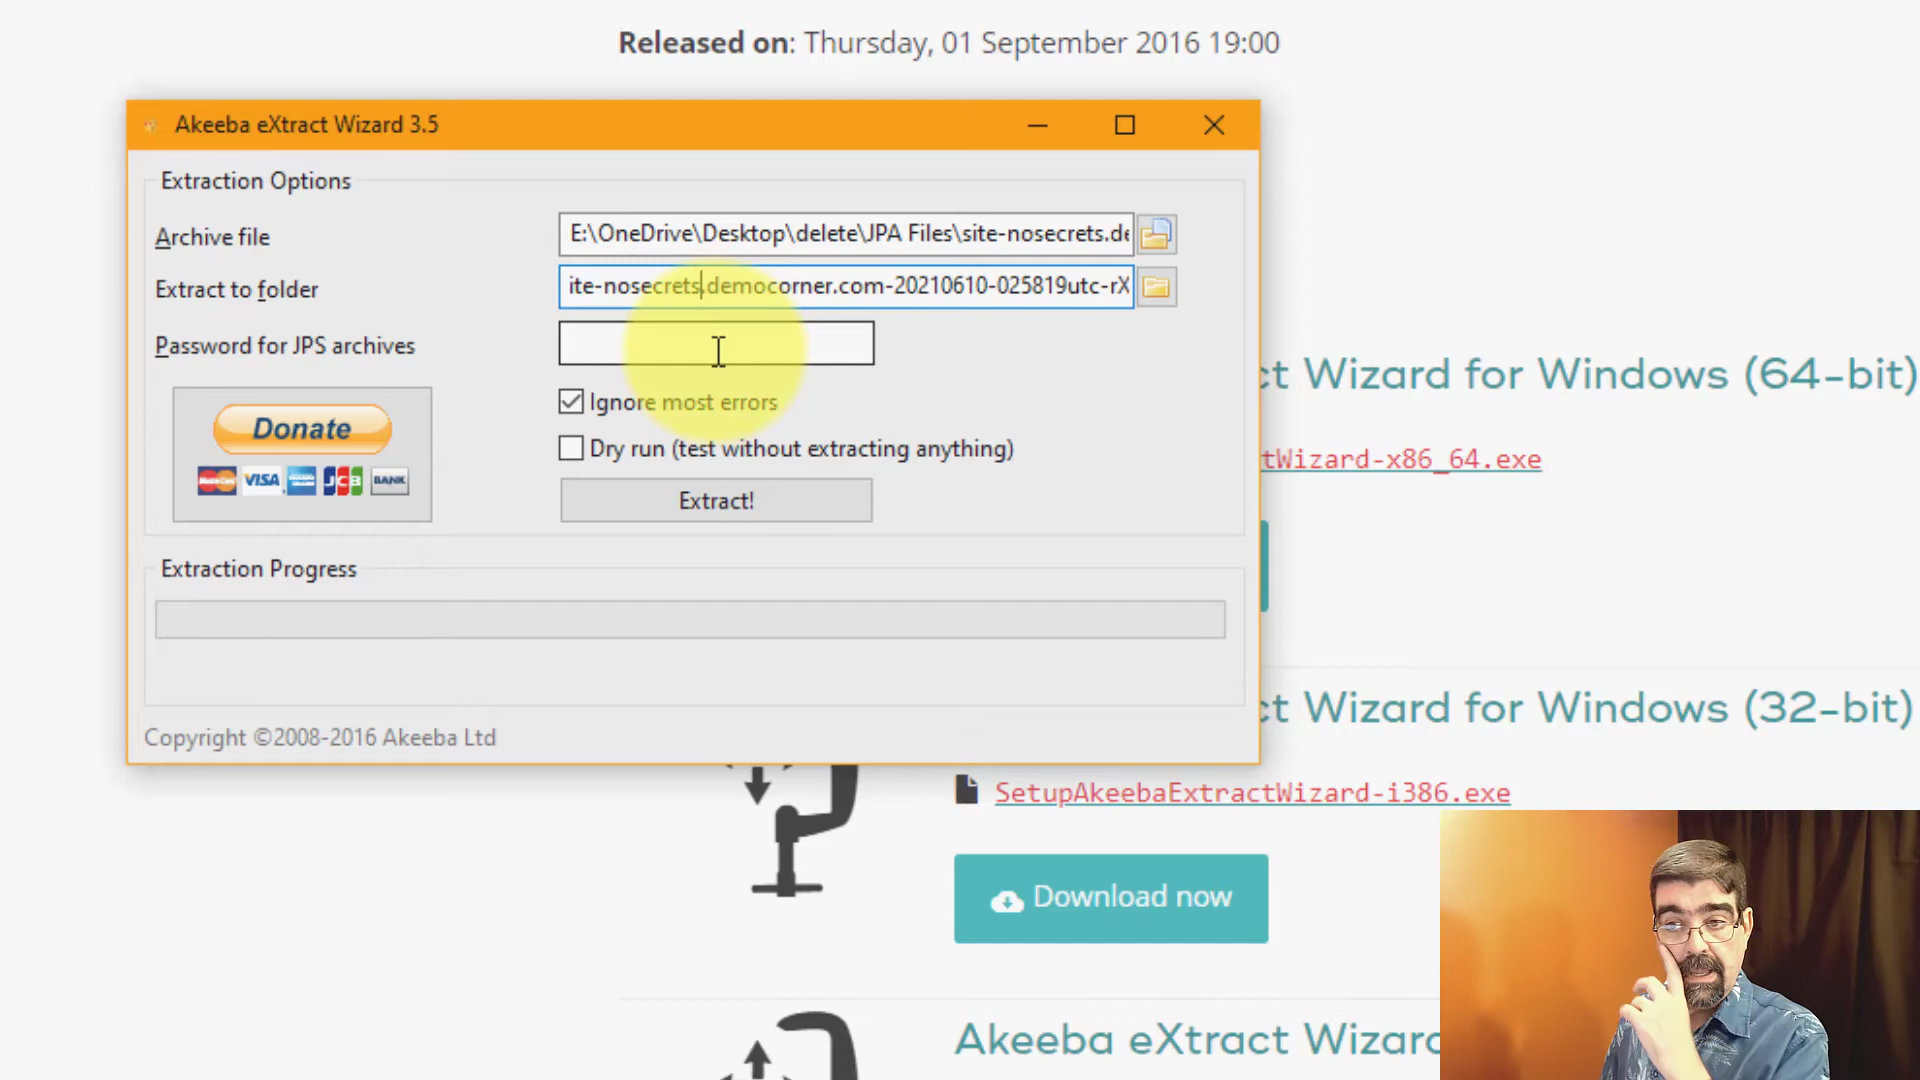 Released on: Thursday, 01 September 2016 19:00
Akeeba eXtract Wizard 3.5
Extraction Options
Archive file
E:\OneDrive\Desktop\delete\JPA Files\site-nosecrets.de
Extract to folder
ite-nosecrets.democorner.com-20210610-025819utc-rX
Password for JPS archives
Ignore most errors
Dry run (test without extracting anything)
Donate
MasterCard VISA JCB BANK
Extract!
Extraction Progress
Copyright ©2008-2016 Akeeba Ltd
ct Wizard for Windows (64-bit)
tWizard-x86_64.exe
ct Wizard for Windows (32-bit)
SetupAkeebaExtractWizard-i386.exe
Download now
Akeeba eXtract Wizard